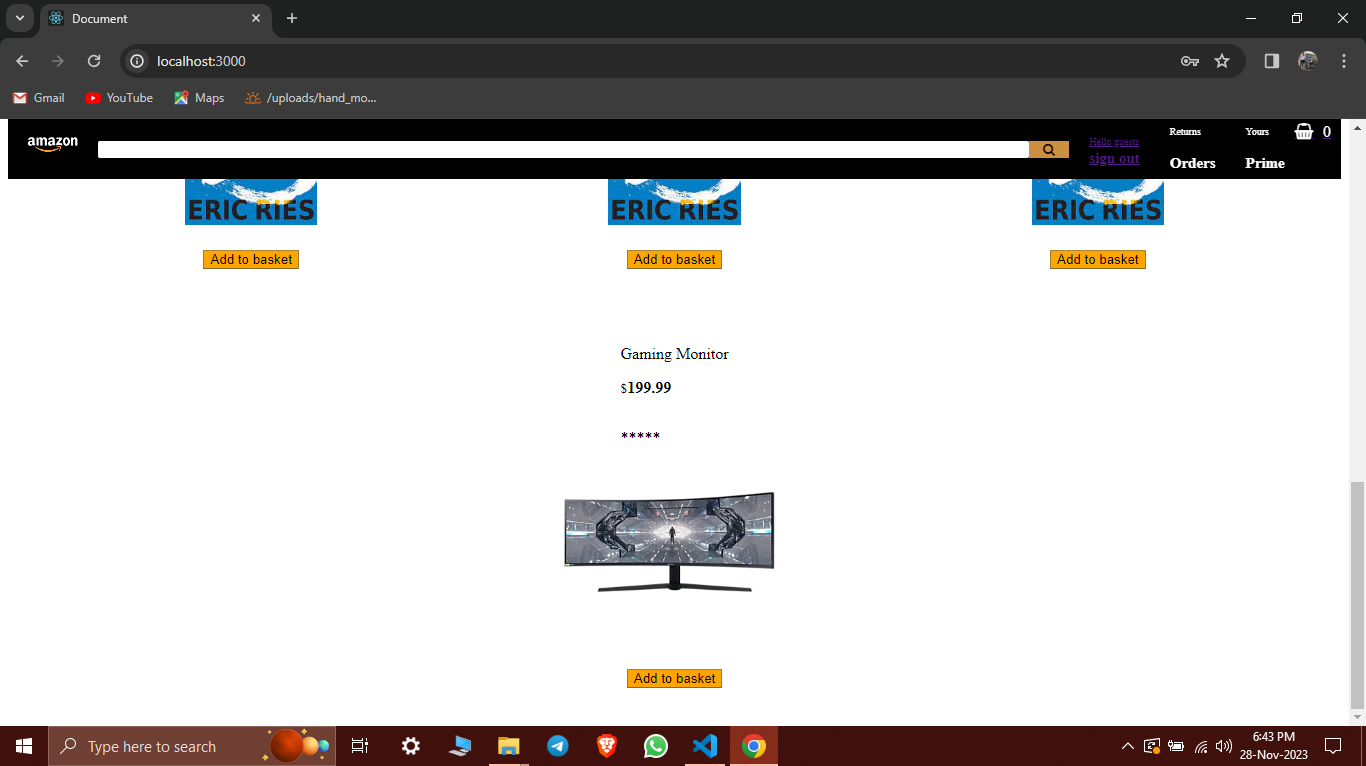 Document
localhost:3000
Gmail
YouTube
Maps
/uploads/hand_mo...
amazon
Hello guests
sign out
Returns
Orders
Yours
Prime
0
ERIC RIES
ERIC RIES
ERIC RIES
Add to basket
Add to basket
Add to basket
Gaming Monitor
$199.99
*****
Add to basket
Type here to search
6:43 PM
28-Nov-2023